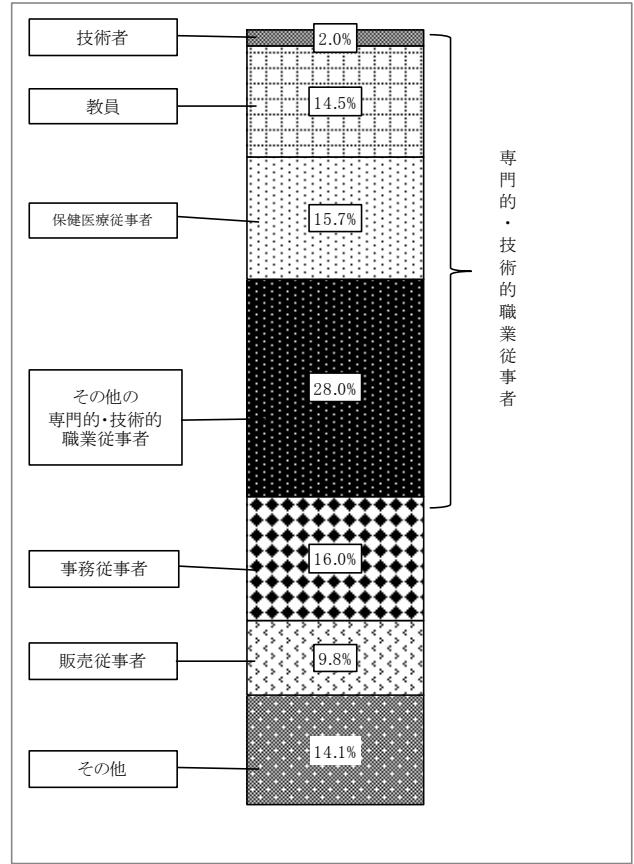 技術者
2.0%
教員
14.5%
保健医療従事者
15.7%
その他の
専門的・技術的
職業従事者
28.0%
専門的・技術的職業従事者
事務従事者
16.0%
販売従事者
9.8%
その他
14.1%